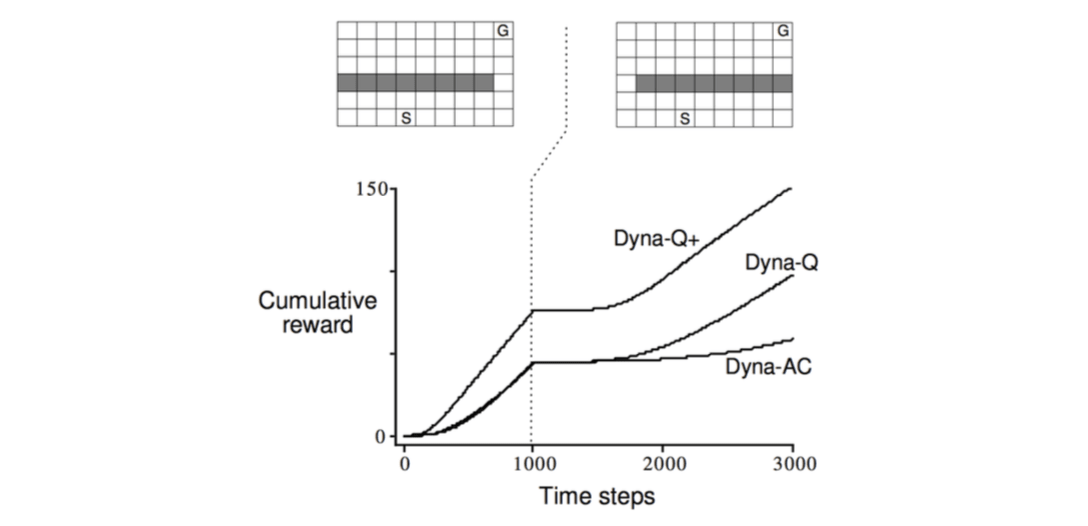 G
G
S
S
150
Dyna-Q+
Dyna-Q
Cumulative
reward
Dyna-AC
0
0
1000
2000
3000
Time steps